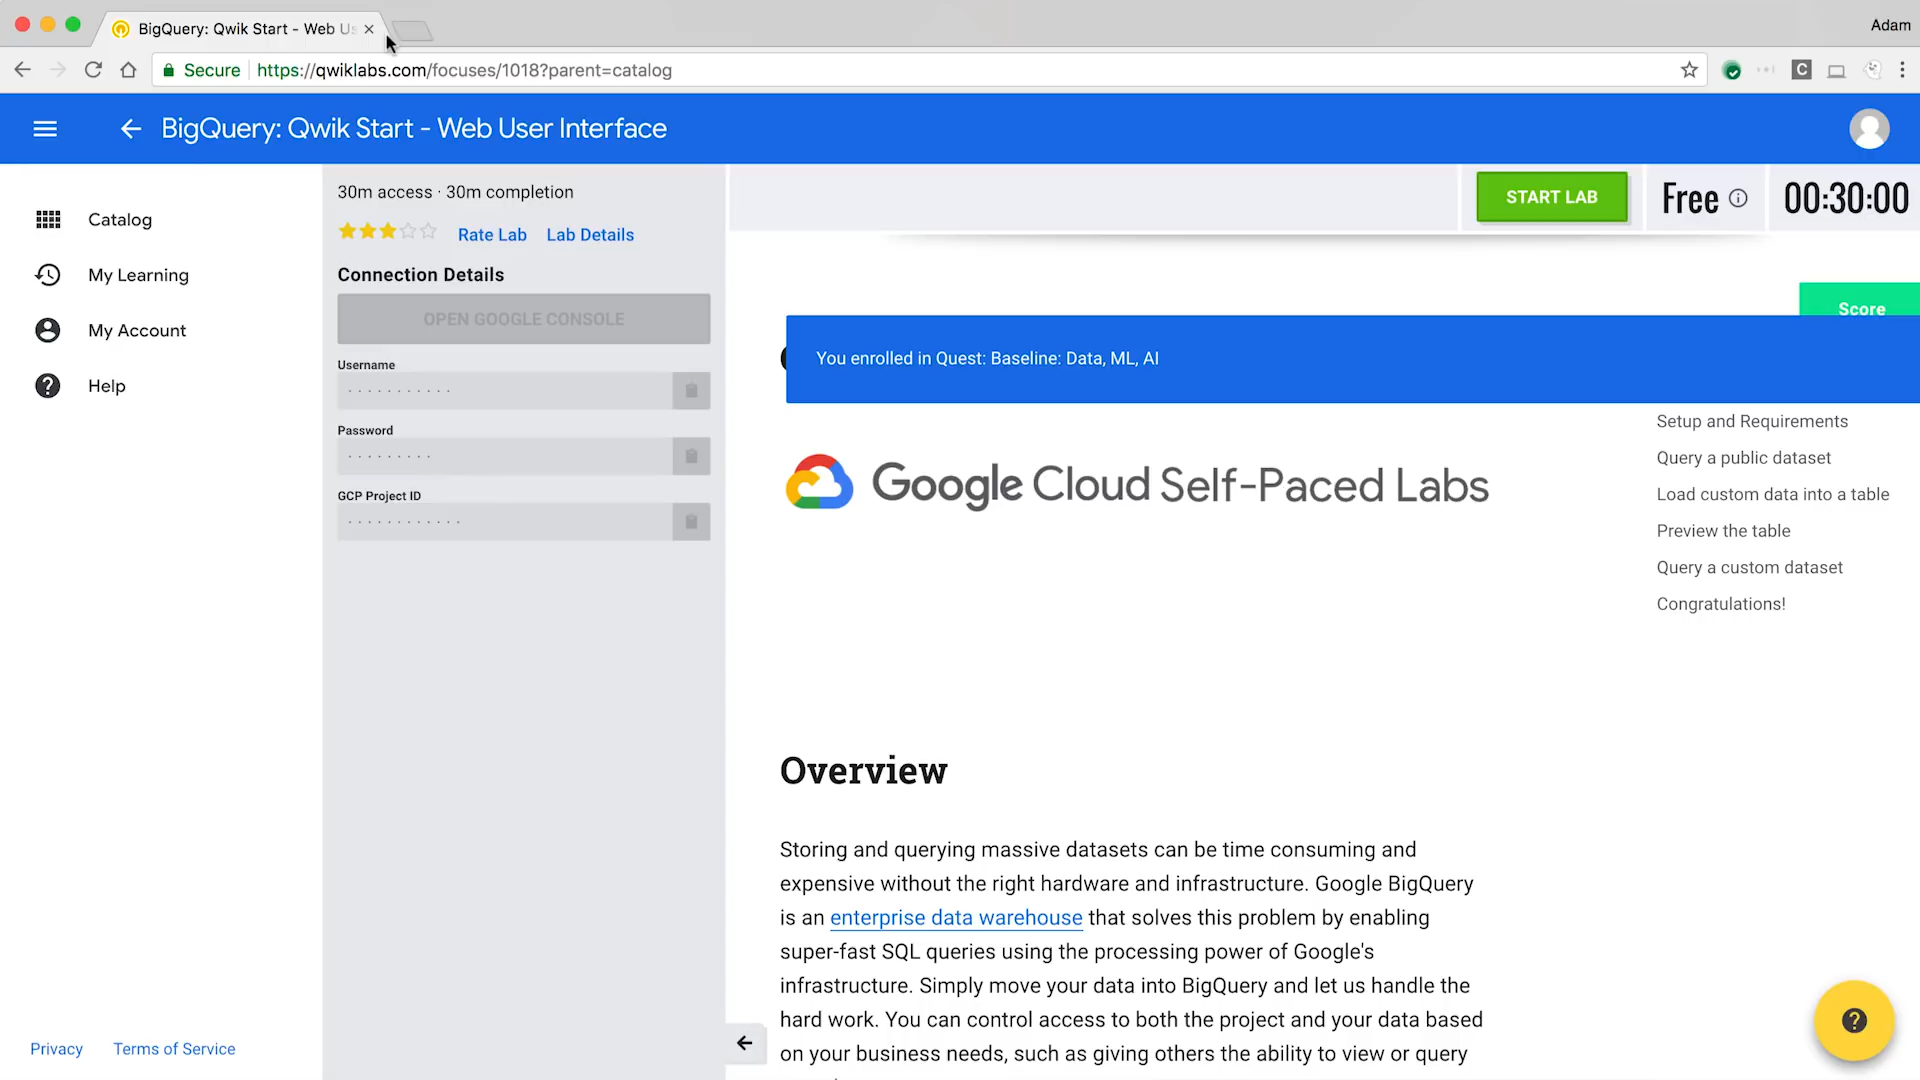 BigQuery: Qwik Start - Web Us
Adam
Secure
https://qwiklabs.com/focuses/1018?parent=catalog
C
BigQuery: Qwik Start - Web User Interface
Catalog
My Learning
My Account
Help
Privacy
Terms of Service
30m access · 30m completion
Rate Lab
Lab Details
Connection Details
OPEN GOOGLE CONSOLE
Username
Password
GCP Project ID
START LAB
Free
00:30:00
Score
You enrolled in Quest: Baseline: Data, ML, AI
Google Cloud Self-Paced Labs
Setup and Requirements
Query a public dataset
Load custom data into a table
Preview the table
Query a custom dataset
Congratulations!
Overview
Storing and querying massive datasets can be time consuming and
expensive without the right hardware and infrastructure. Google BigQuery
is an enterprise data warehouse that solves this problem by enabling
super-fast SQL queries using the processing power of Google's
infrastructure. Simply move your data into BigQuery and let us handle the
hard work. You can control access to both the project and your data based
on your business needs, such as giving others the ability to view or query